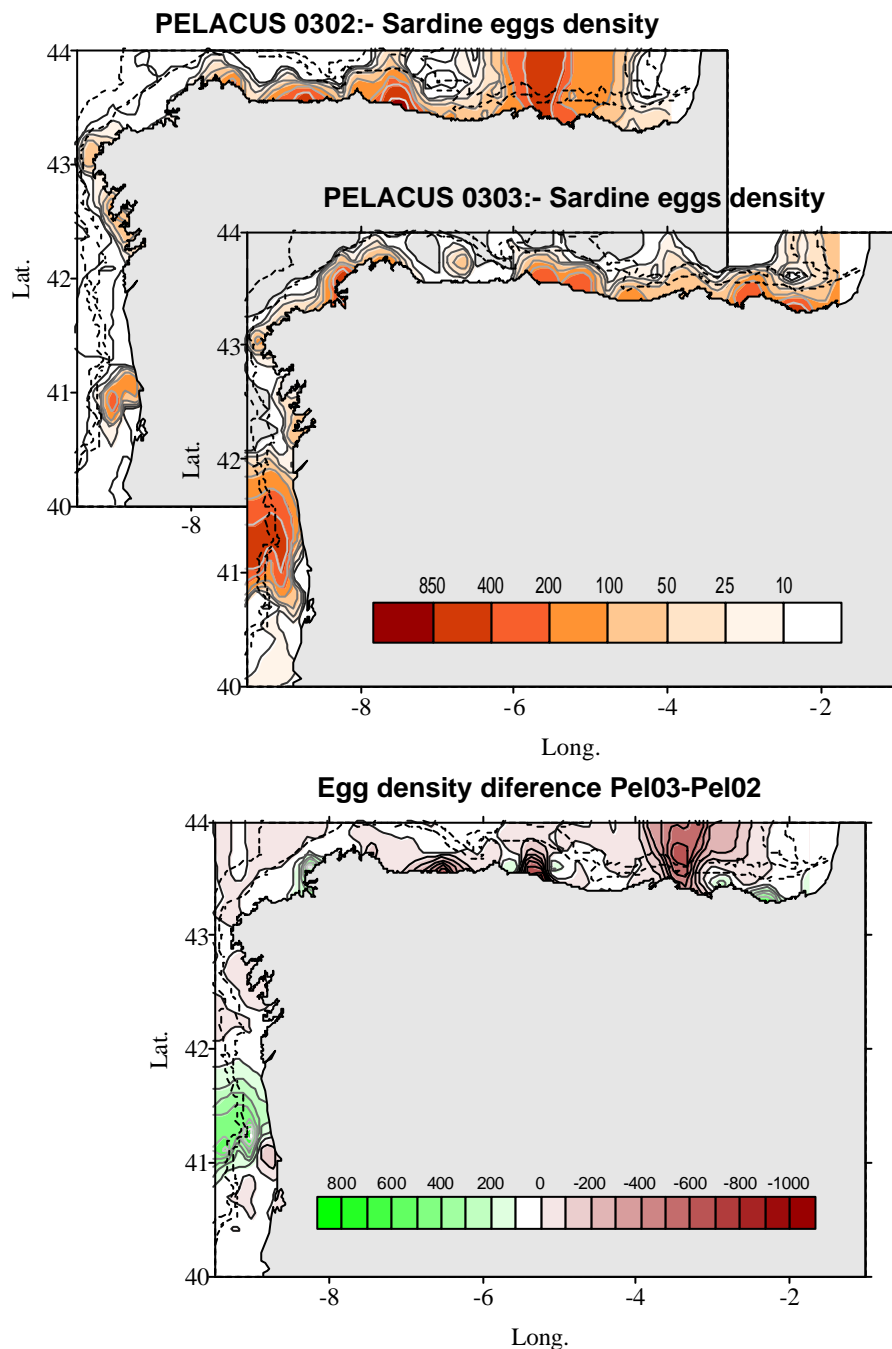 PELACUS 0302:- Sardine eggs density
44
43
42
41
40
Lat.
-8
PELACUS 0303:- Sardine eggs density
44
43
42
41
40
Lat.
850 400 200 100 50 25 10
-8 -6 -4 -2
Long.
Egg density diference Pel03-Pel02
44
43
42
41
40
Lat.
800 600 400 200 0 -200 -400 -600 -800 -1000
-8 -6 -4 -2
Long.